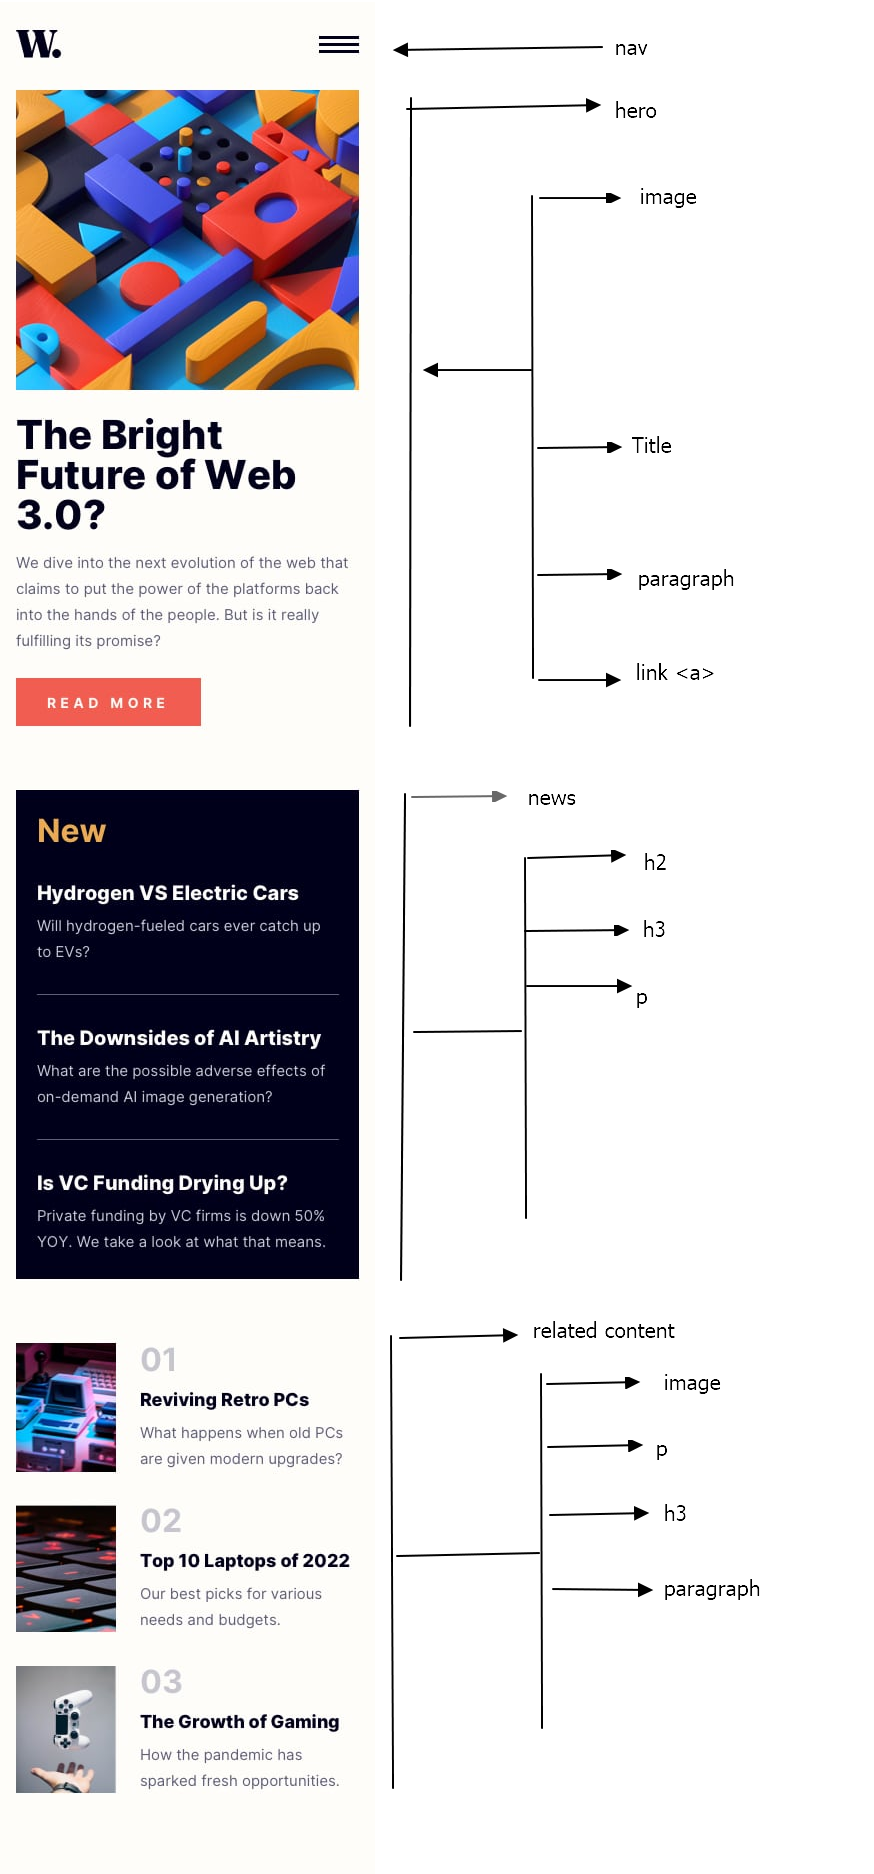 W.
nav
hero
image
The Bright
Future of Web
3.0?
Title
We dive into the next evolution of the web that
claims to put the power of the platforms back
into the hands of the people. But is it really
fulfilling its promise?
paragraph
READ MORE
link <a>
news
New
h2
Hydrogen VS Electric Cars
Will hydrogen-fueled cars ever catch up
to EVs?
h3
p
The Downsides of AI Artistry
What are the possible adverse effects of
on-demand AI image generation?
Is VC Funding Drying Up?
Private funding by VC firms is down 50%
YOY. We take a look at what that means.
related content
01
Reviving Retro PCs
What happens when old PCs
are given modern upgrades?
image
p
02
Top 10 Laptops of 2022
Our best picks for various
needs and budgets.
h3
paragraph
03
The Growth of Gaming
How the pandemic has
sparked fresh opportunities.